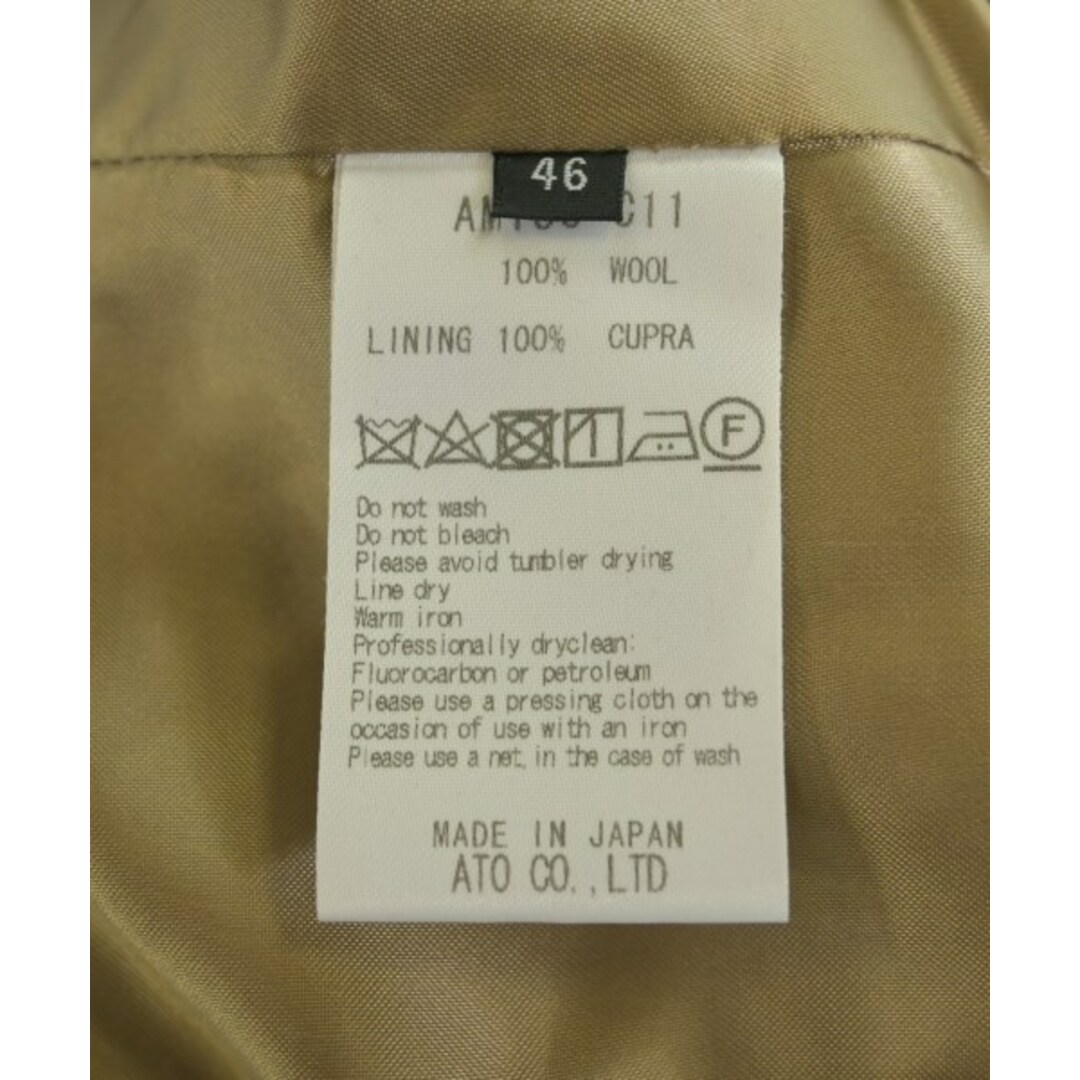 46
C11
100% WOOL
LINING 100% CUPRA
F
Do not wash
Do not bleach
Please avoid tumbler drying
Line dry
Warm iron
Professionally dryclean:
Fluorocarbon or petroleum
Please use a pressing cloth on the
occasion of use with an iron
Please use a net, in the case of wash
MADE IN JAPAN
ATO CO.,LTD